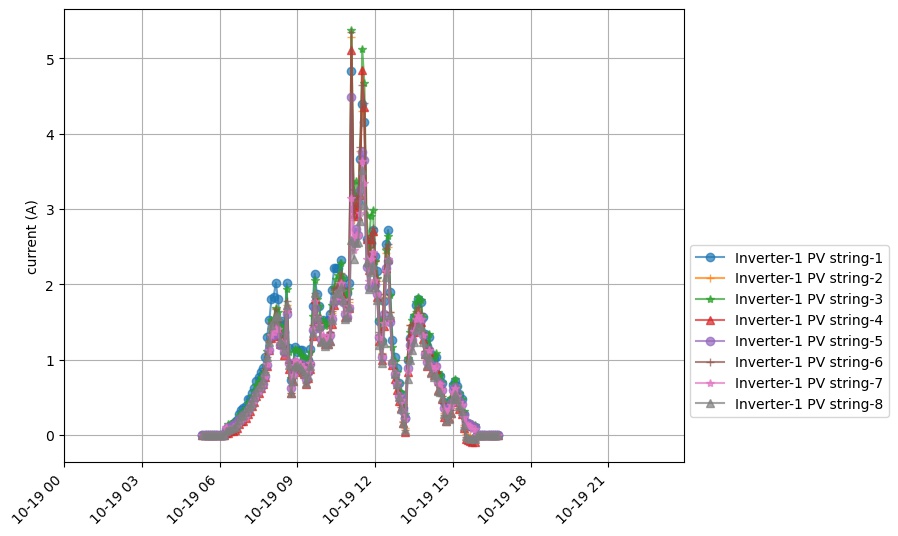 current (A)
5
4
3
2
1
0
10-19 00
10-19 03
10-19 06
10-19 09
10-19 12
10-19 15
10-19 18
10-19 21
Inverter-1 PV string-1
Inverter-1 PV string-2
Inverter-1 PV string-3
Inverter-1 PV string-4
Inverter-1 PV string-5
Inverter-1 PV string-6
Inverter-1 PV string-7
Inverter-1 PV string-8